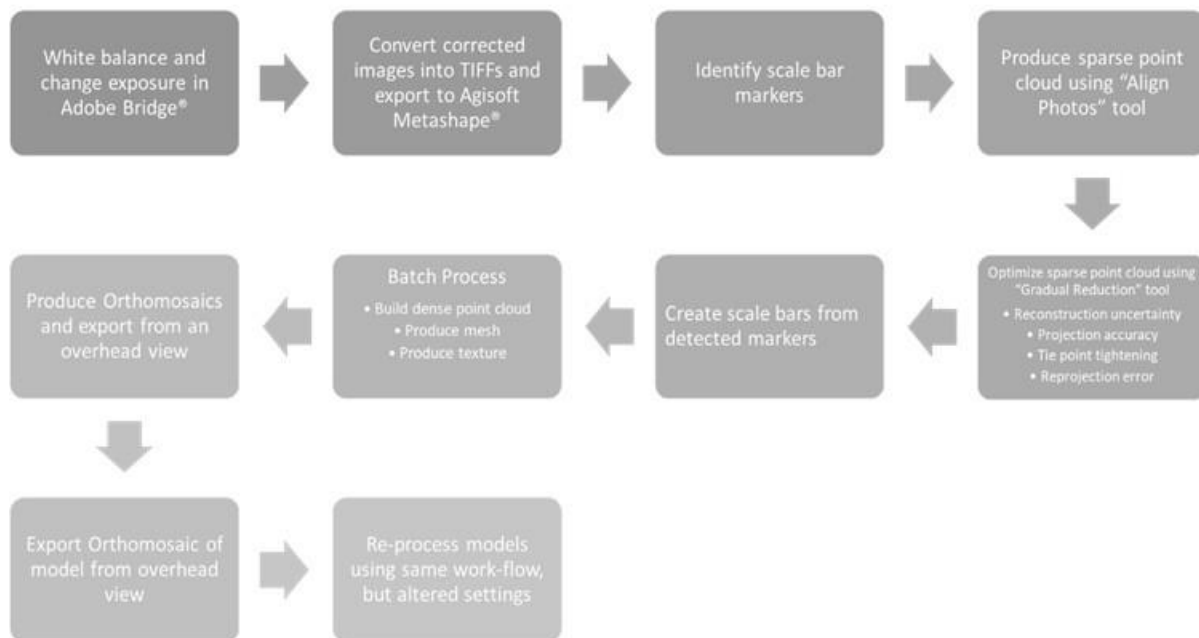 White balance and
change exposure in
Adobe Bridge®
Convert corrected
images into TIFFs and
export to Agisoft
Metashape®
Identify scale bar
markers
Produce sparse point
cloud using “Align
Photos” tool
Optimize sparse point cloud using
“Gradual Reduction” tool
• Reconstruction uncertainty
• Projection accuracy
• Tie point tightening
• Reprojection error
Create scale bars from
detected markers
Batch Process
• Build dense point cloud
• Produce mesh
• Produce texture
Produce Orthomosaics
and export from an
overhead view
Export Orthomosaic of
model from overhead
view
Re-process models
using same work-flow,
but altered settings